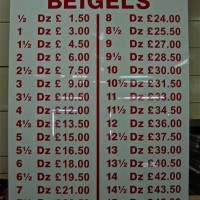 BEIGELS
½ Dz £ 1.50
1 Dz £ 3.00
1½ Dz £ 4.50
2 Dz £ 6.00
2½ Dz £ 7.50
3 Dz £ 9.00
3½ Dz £10.50
4 Dz £12.00
4½ Dz £13.50
5 Dz £15.00
5½ Dz £16.50
6 Dz £18.00
6½ Dz £19.50
7 Dz £21.00
8 Dz £24.00
8½ Dz £25.50
9 Dz £27.00
9½ Dz £28.50
10 Dz £30.00
10½ Dz £31.50
11 Dz £33.00
11½ Dz £34.50
12 Dz £36.00
12½ Dz £37.50
13 Dz £39.00
13½ Dz £40.50
14 Dz £42.00
14½ Dz £43.50